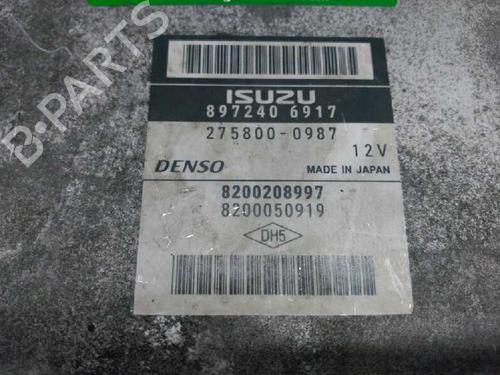 B-PARTS
ISUZU
897240 6917
275800-0987
12V
DENSO
MADE IN JAPAN
8200208997
8200050919
DH5